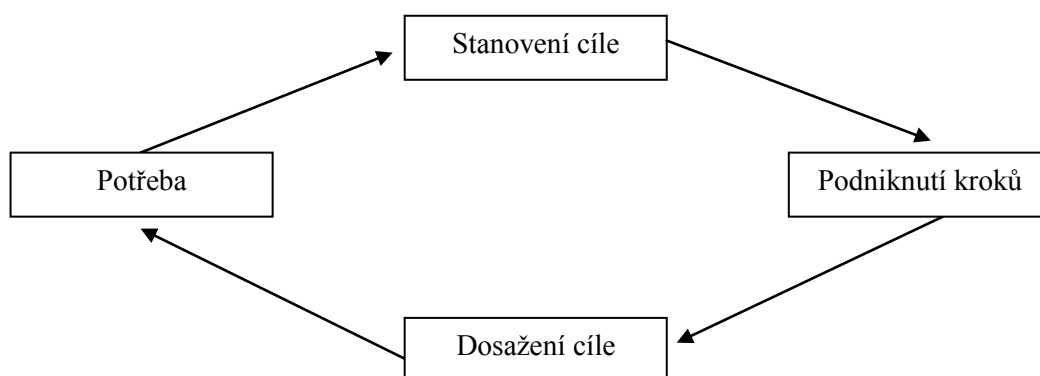 Stanovení cíle
Potřeba
Podniknutí kroků
Dosažení cíle